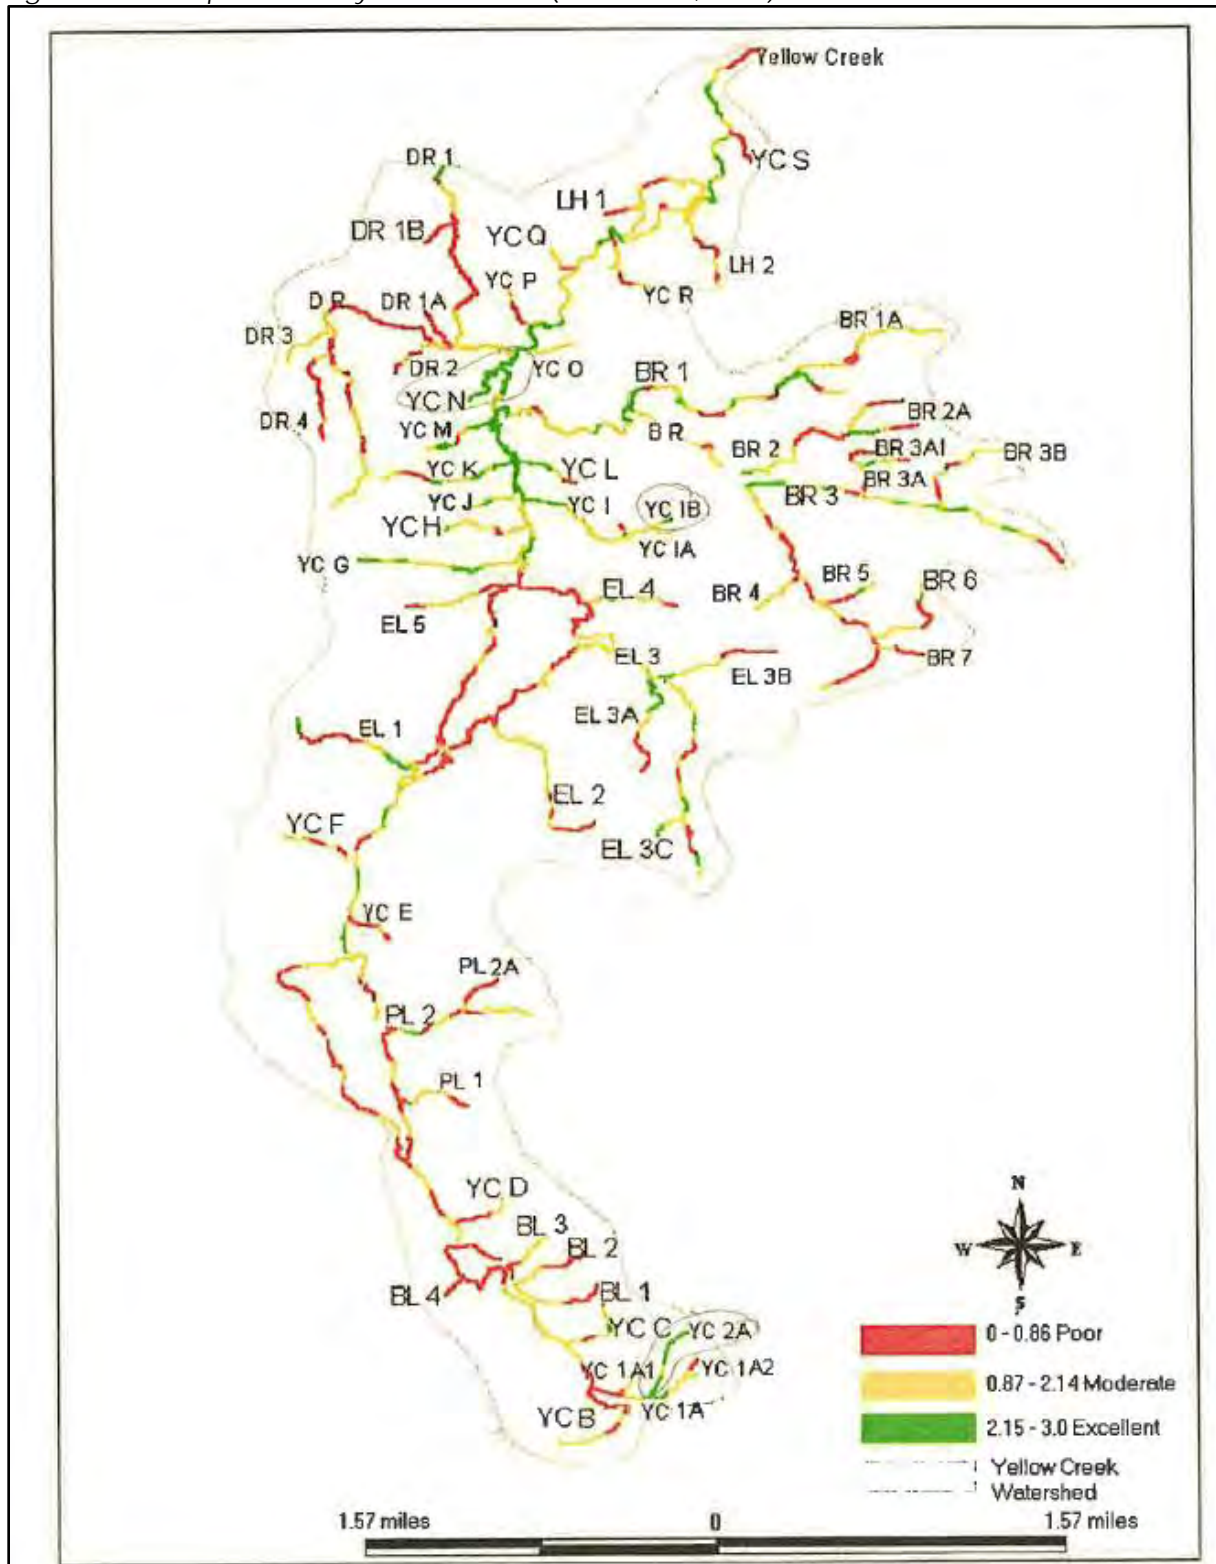 Yellow Creek
YC S
DR 1
LH 1
DR 1B
YC Q
LH 2
YC P
YC R
DR
DR 1A
BR 1A
DR 3
DR 2
YC O
BR 1
YC N
BR 2A
DR 4
YC M
BR
BR 2
BR 3A1
BR 3B
YC K
YC L
BR 3A
BR 3
YC J
YC I
YC 1B
YC H
YC 1A
YC G
BR 5
BR 6
EL 4
BR 4
EL 5
EL 3
BR 7
EL 3B
EL 3A
EL 1
EL 2
YC F
EL 3C
YC E
PL 2A
PL 2
PL 1
YC D
BL 3
BL 2
BL 4
BL 1
YC C
YC 2A
YC 1A1
YC 1A2
YC B
YC 1A
N
W
E
S
0 - 0.86 Poor
0.87 - 2.14 Moderate
2.15 - 3.0 Excellent
Yellow Creek
Watershed
1.57 miles
0
1.57 miles